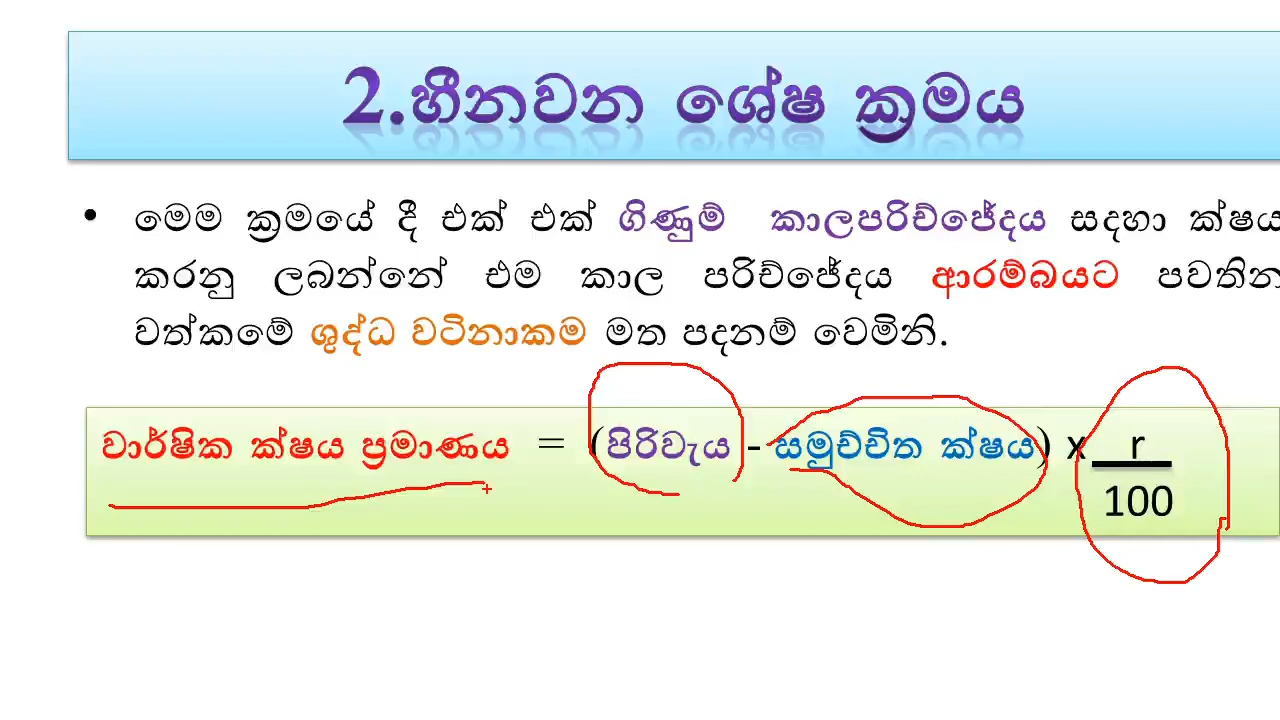 2.හීනවන ශේෂ ක්‍රමය
• මෙම ක්‍රමයේ දී එක් එක් ගිණුම් කාලපරිච්ජේදය සඳහා ක්ෂය
කරනු ලබන්නේ එම කාල පරිච්ජේදය ආරම්බයට පවතින
වත්කමේ ශුද්ධ වටිනාකම මත පදනම් වෙමිනි.
වාර්ෂික ක්ෂය ප්‍රමාණය = (පිරිවැය - සමුච්චිත ක්ෂය) x r
100